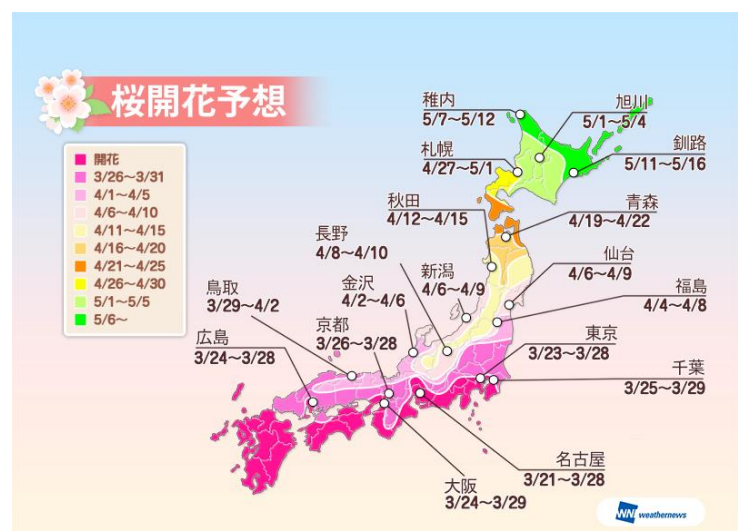 桜開花予想
開花
3/26～3/31
4/1～4/5
4/6～4/10
4/11～4/15
4/16～4/20
4/21～4/25
4/26～4/30
5/1～5/5
5/6～
稚内
5/7～5/12
旭川
5/1～5/4
札幌
4/27～5/1
釧路
5/11～5/16
秋田
4/12～4/15
青森
4/19～4/22
長野
4/8～4/10
新潟
4/6～4/9
仙台
4/6～4/9
金沢
4/2～4/6
鳥取
3/29～4/2
福島
4/4～4/8
京都
3/26～3/28
広島
3/24～3/28
東京
3/23～3/28
千葉
3/25～3/29
名古屋
3/21～3/28
大阪
3/24～3/29
WNI weathernews